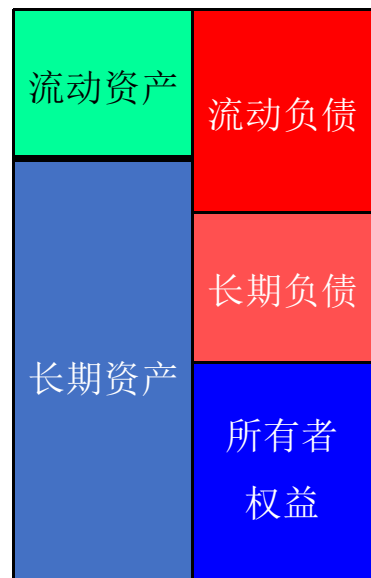 流动资产
长期资产
流动负债
长期负债
所有者
权益